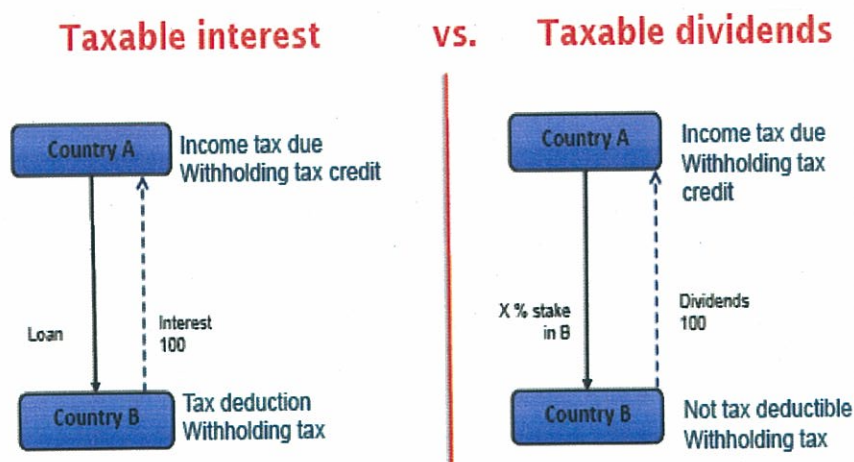 Taxable interest vs. Taxable dividends
Country A
Income tax due
Withholding tax credit
Loan
Interest
100
Country B
Tax deduction
Withholding tax
Country A
Income tax due
Withholding tax
credit
X % stake
in B
Dividends
100
Country B
Not tax deductible
Withholding tax